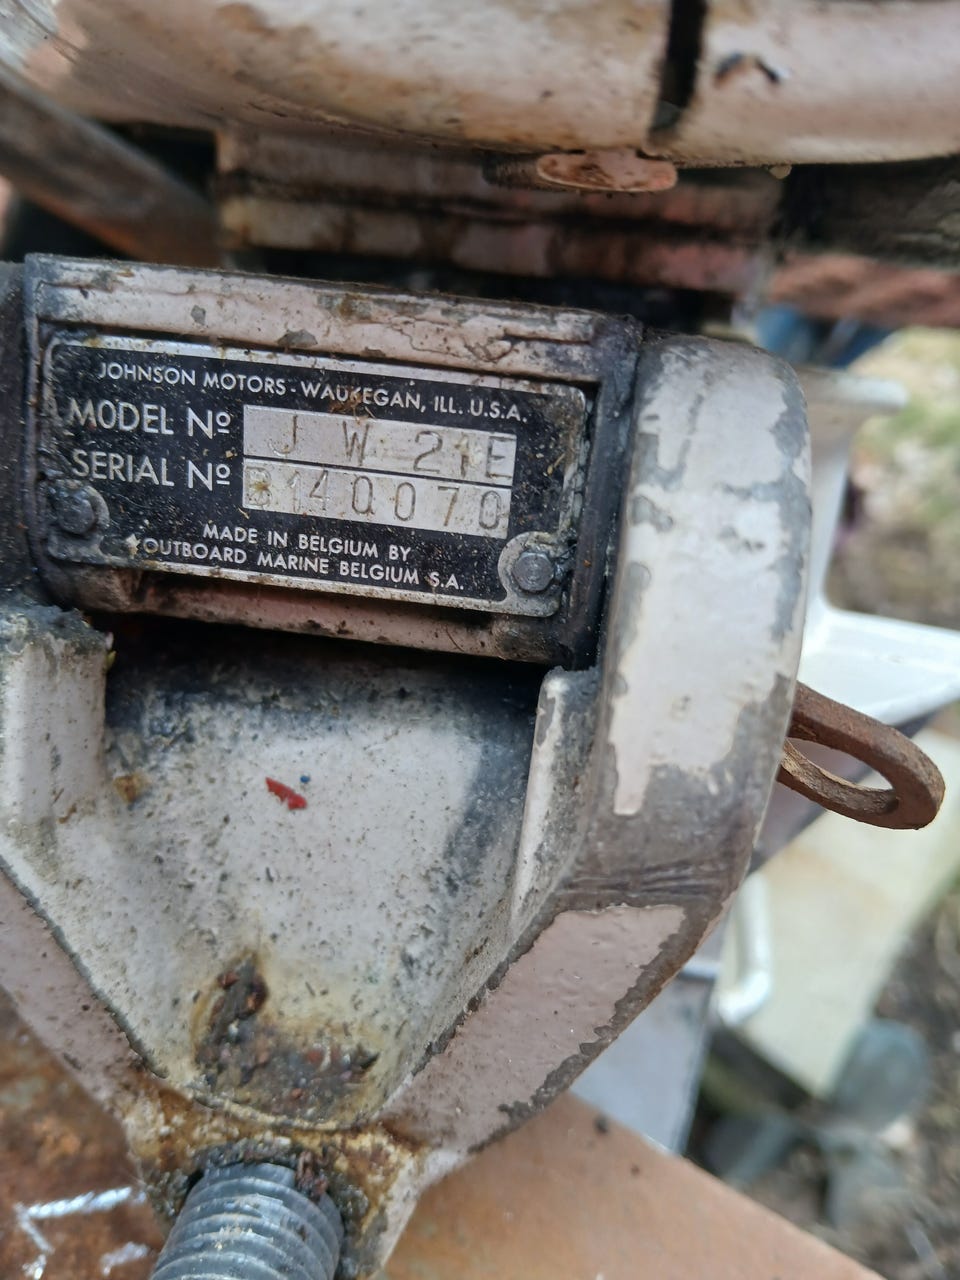 JOHNSON MOTORS - WAUKEGAN, ILL. U.S.A.
MODEL Nº JW-21E
SERIAL Nº B140070
MADE IN BELGIUM BY
OUTBOARD MARINE BELGIUM S.A.